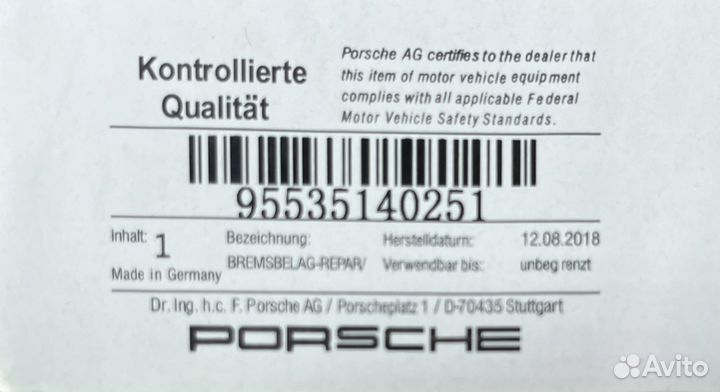 Kontrollierte
Qualität
Porsche AG certifies to the dealer that
this item of motor vehicle equipment
complies with all applicable Federal
Motor Vehicle Safety Standards.
95535140251
Inhalt: 1 Bezeichnung: Herstelldatum: 12.08.2018
Made in Germany BREMSBELAG-REPAR/ Verwendbar bis: unbeg renzt
Dr. Ing. h.c. F. Porsche AG / Porscheplatz 1 / D-70435 Stuttgart
PORSCHE
Avito